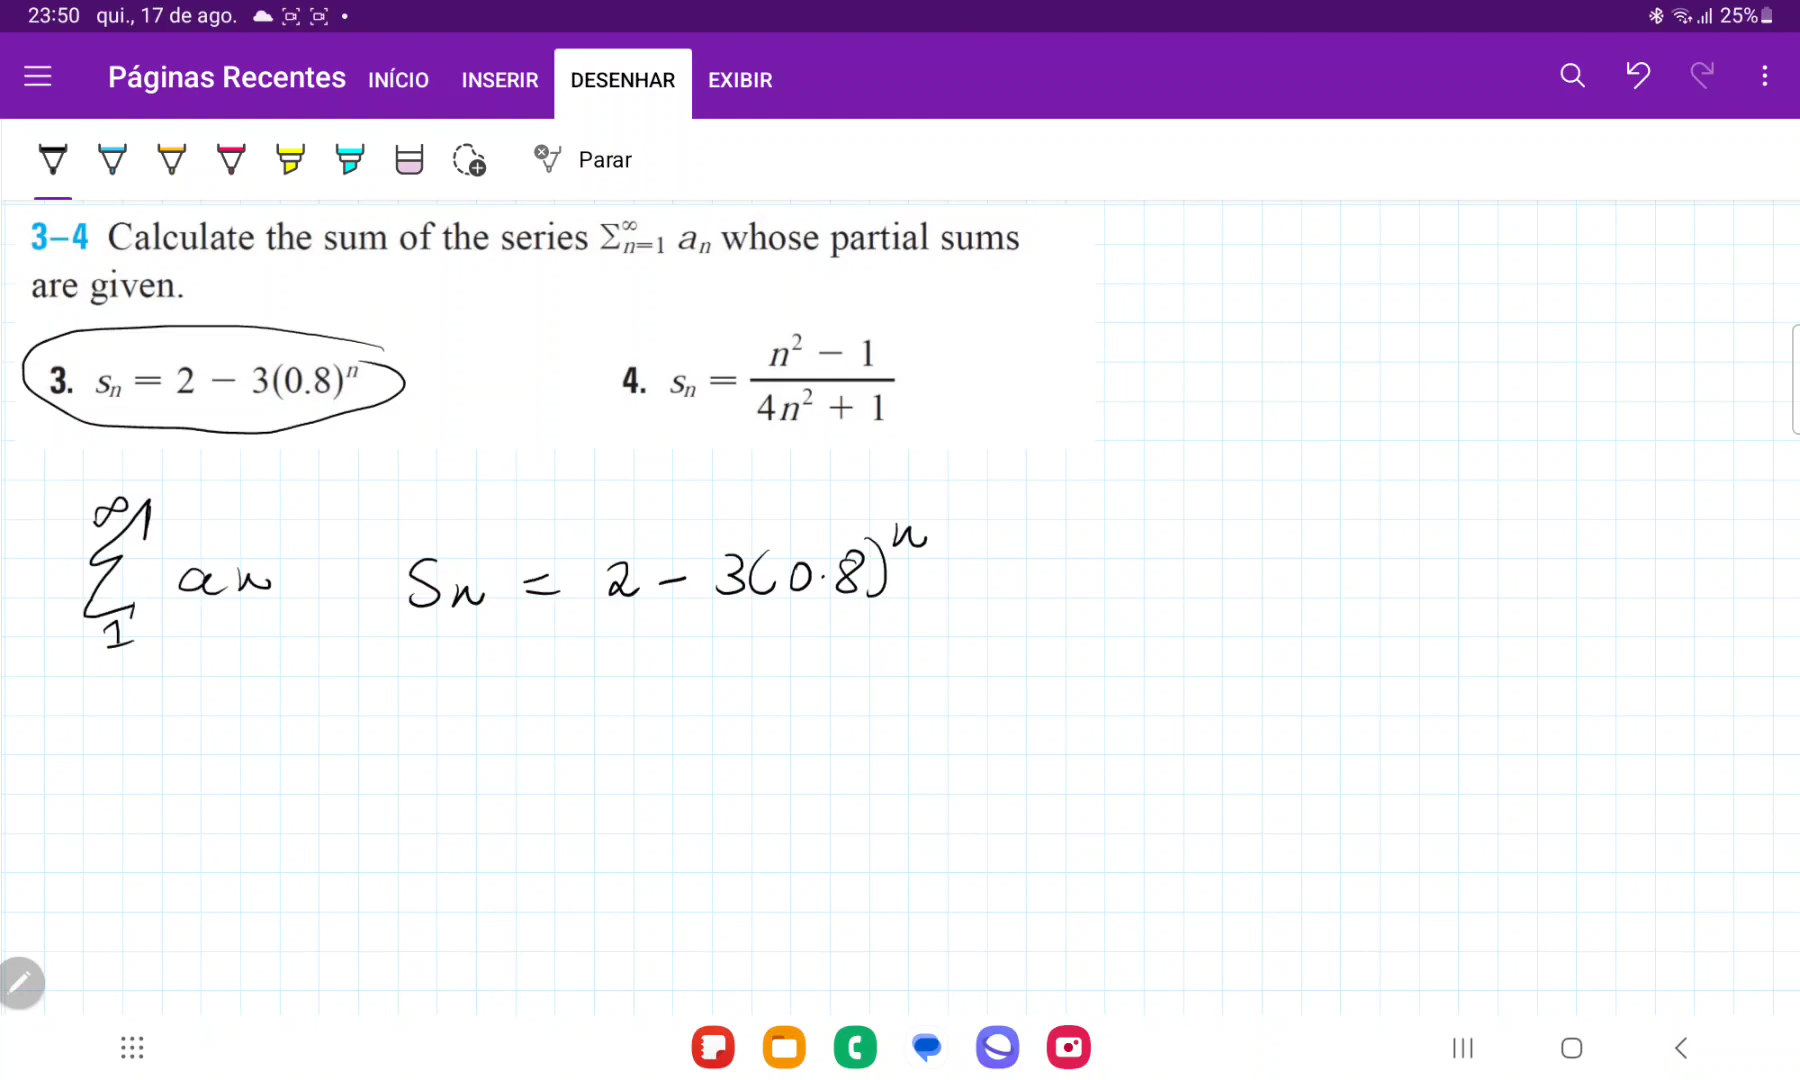 23:50 qui., 17 de ago. 25%
Páginas Recentes INÍCIO INSERIR DESENHAR EXIBIR
Parar
3–4 Calculate the sum of the series Σ∞n=1 an whose partial sums
are given.
3. sn = 2 − 3(0.8)^n
4. sn = (n² − 1)/(4n² + 1)
∞
Σ an Sn = 2 − 3(0.8)^n
1